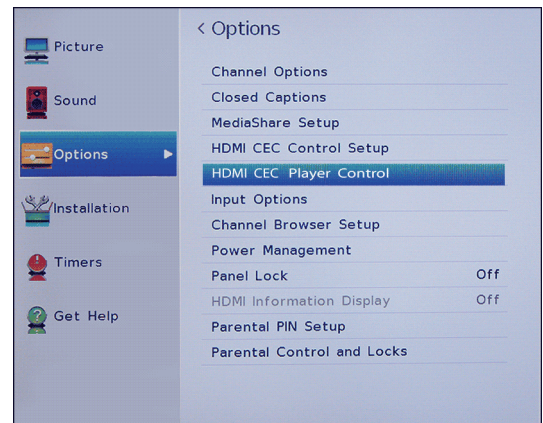 < Options
Picture
Sound
Options
Installation
Timers
Get Help
Channel Options
Closed Captions
MediaShare Setup
HDMI CEC Control Setup
HDMI CEC Player Control
Input Options
Channel Browser Setup
Power Management
Panel Lock Off
HDMI Information Display Off
Parental PIN Setup
Parental Control and Locks